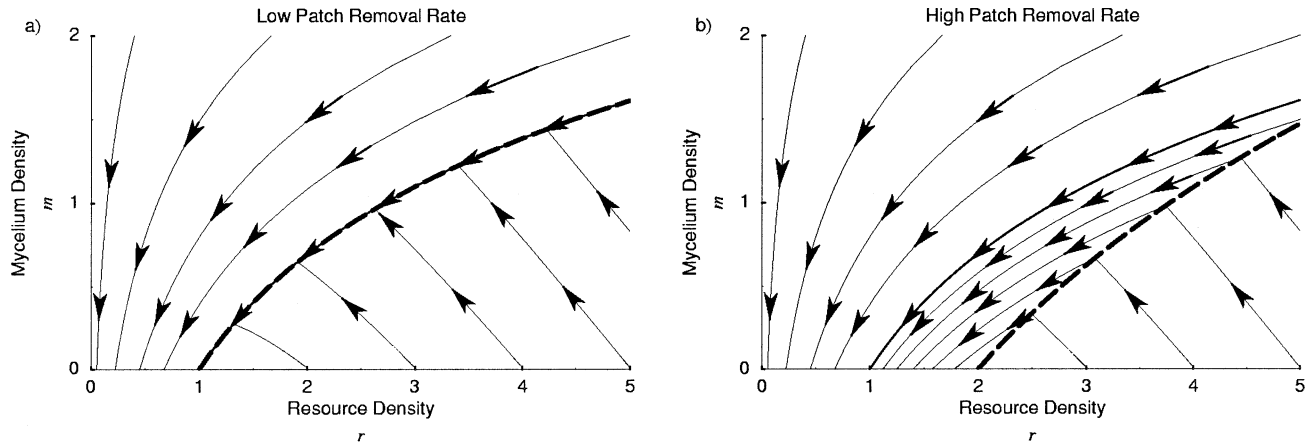 a)
Low Patch Removal Rate
2
1
0
Mycelium Density
m
0
1
2
3
4
5
Resource Density
r
b)
High Patch Removal Rate
2
1
0
Mycelium Density
m
0
1
2
3
4
5
Resource Density
r